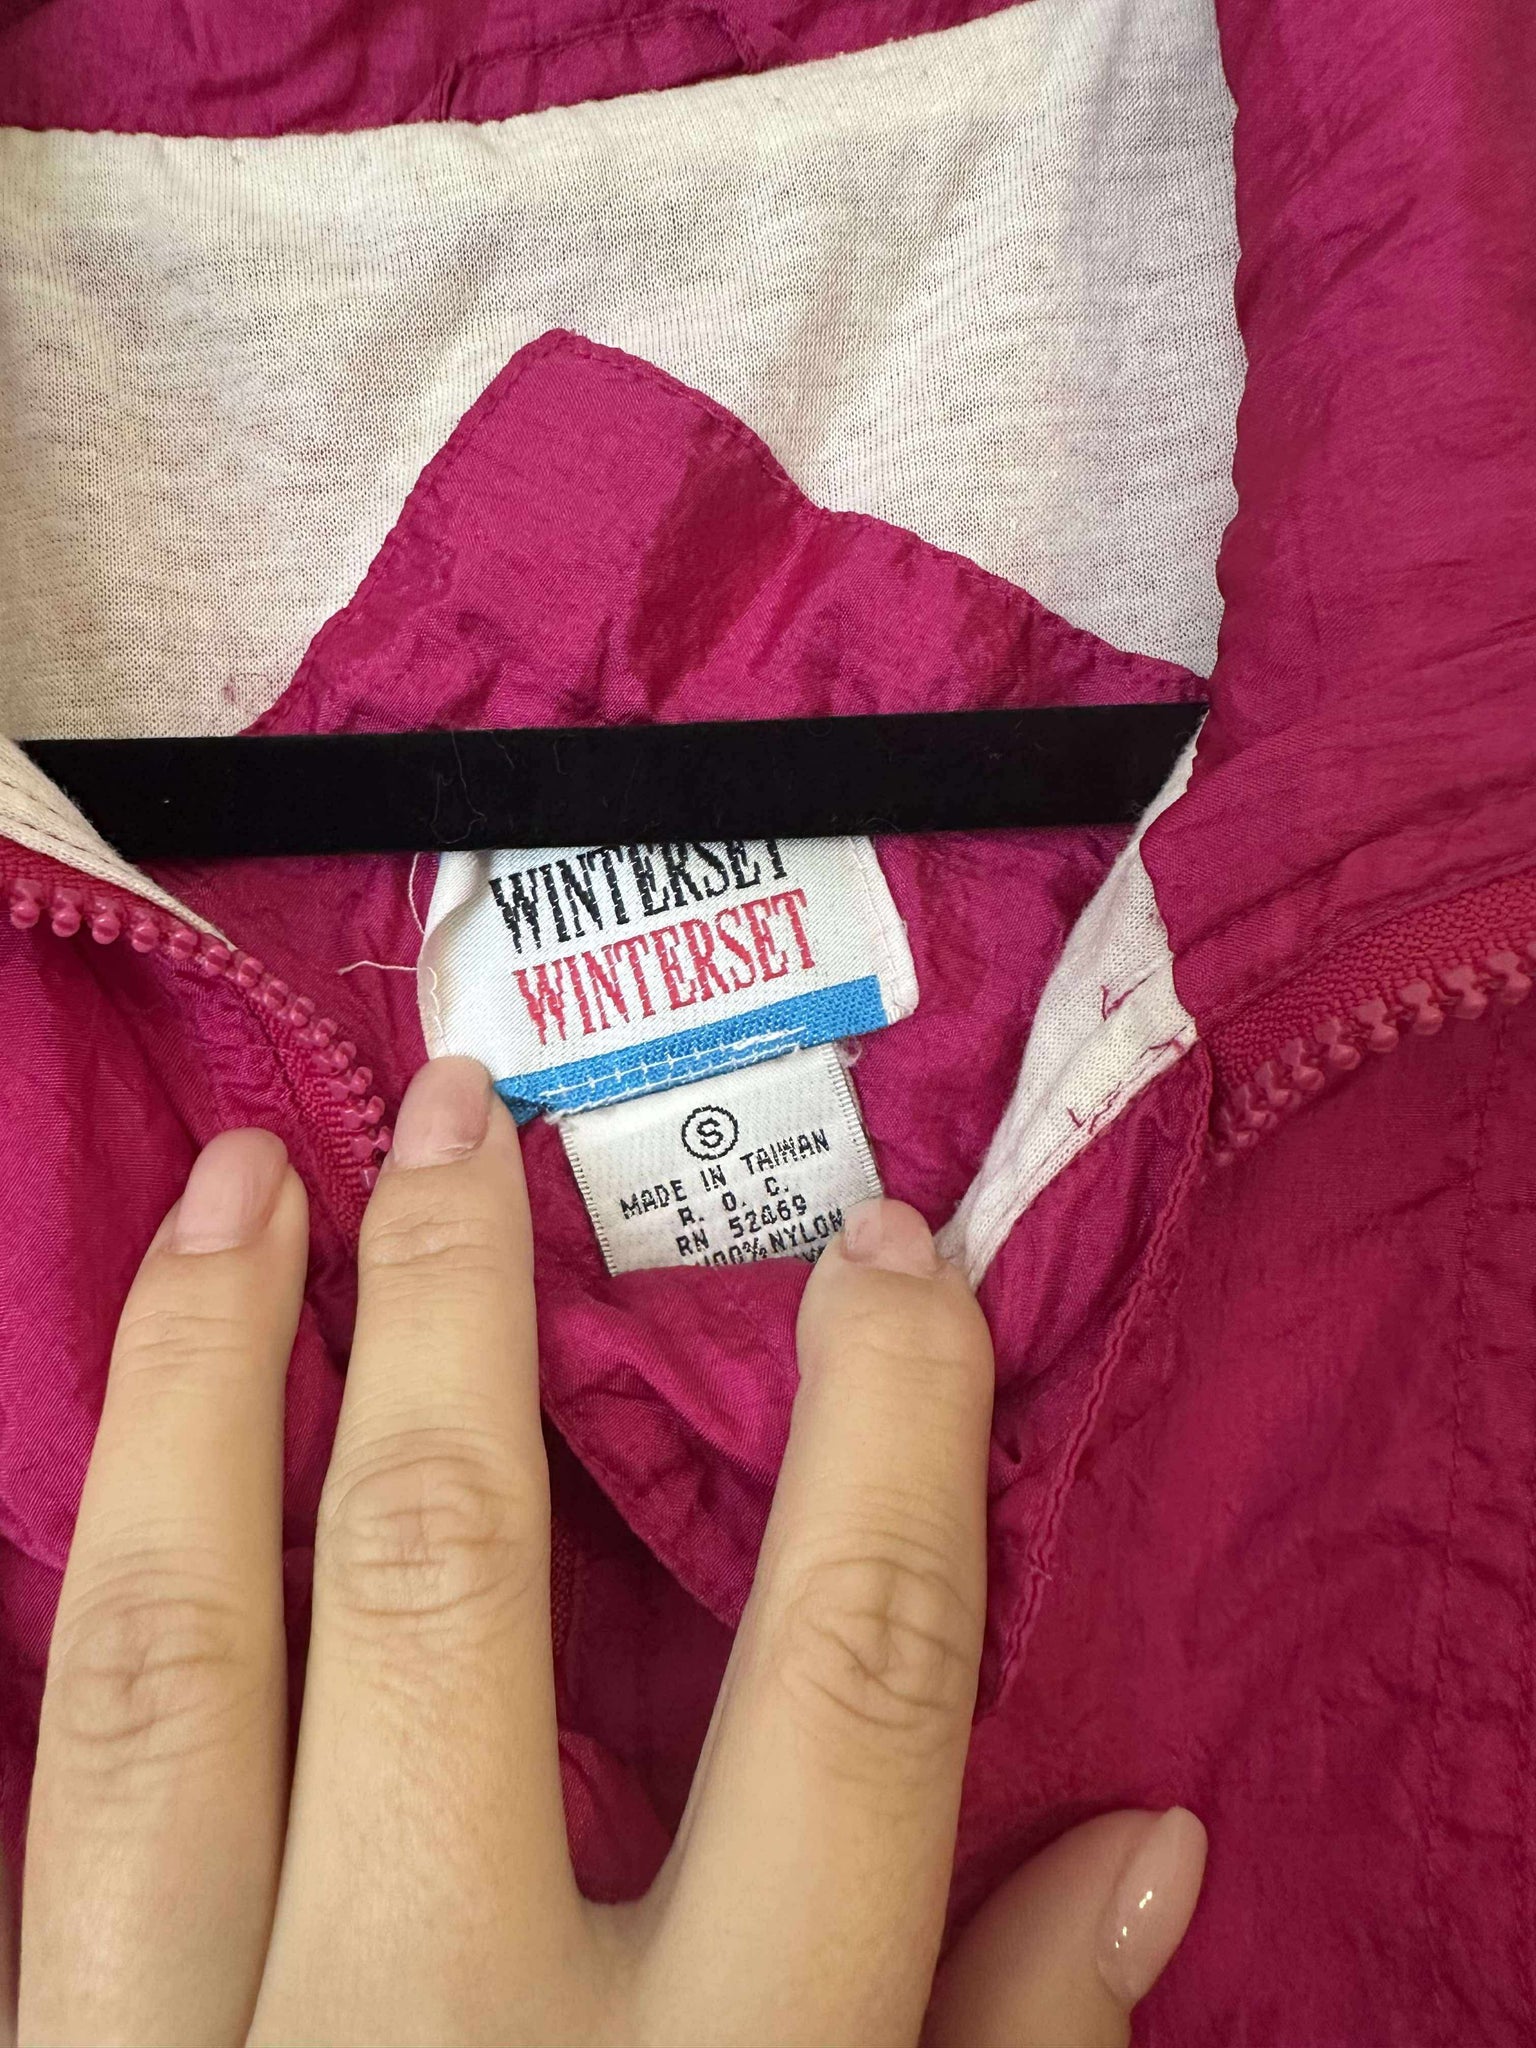 WINTERSET
WINTERSET
S
MADE IN TAIWAN
R. O. C.
RN 52469
100% NYLON